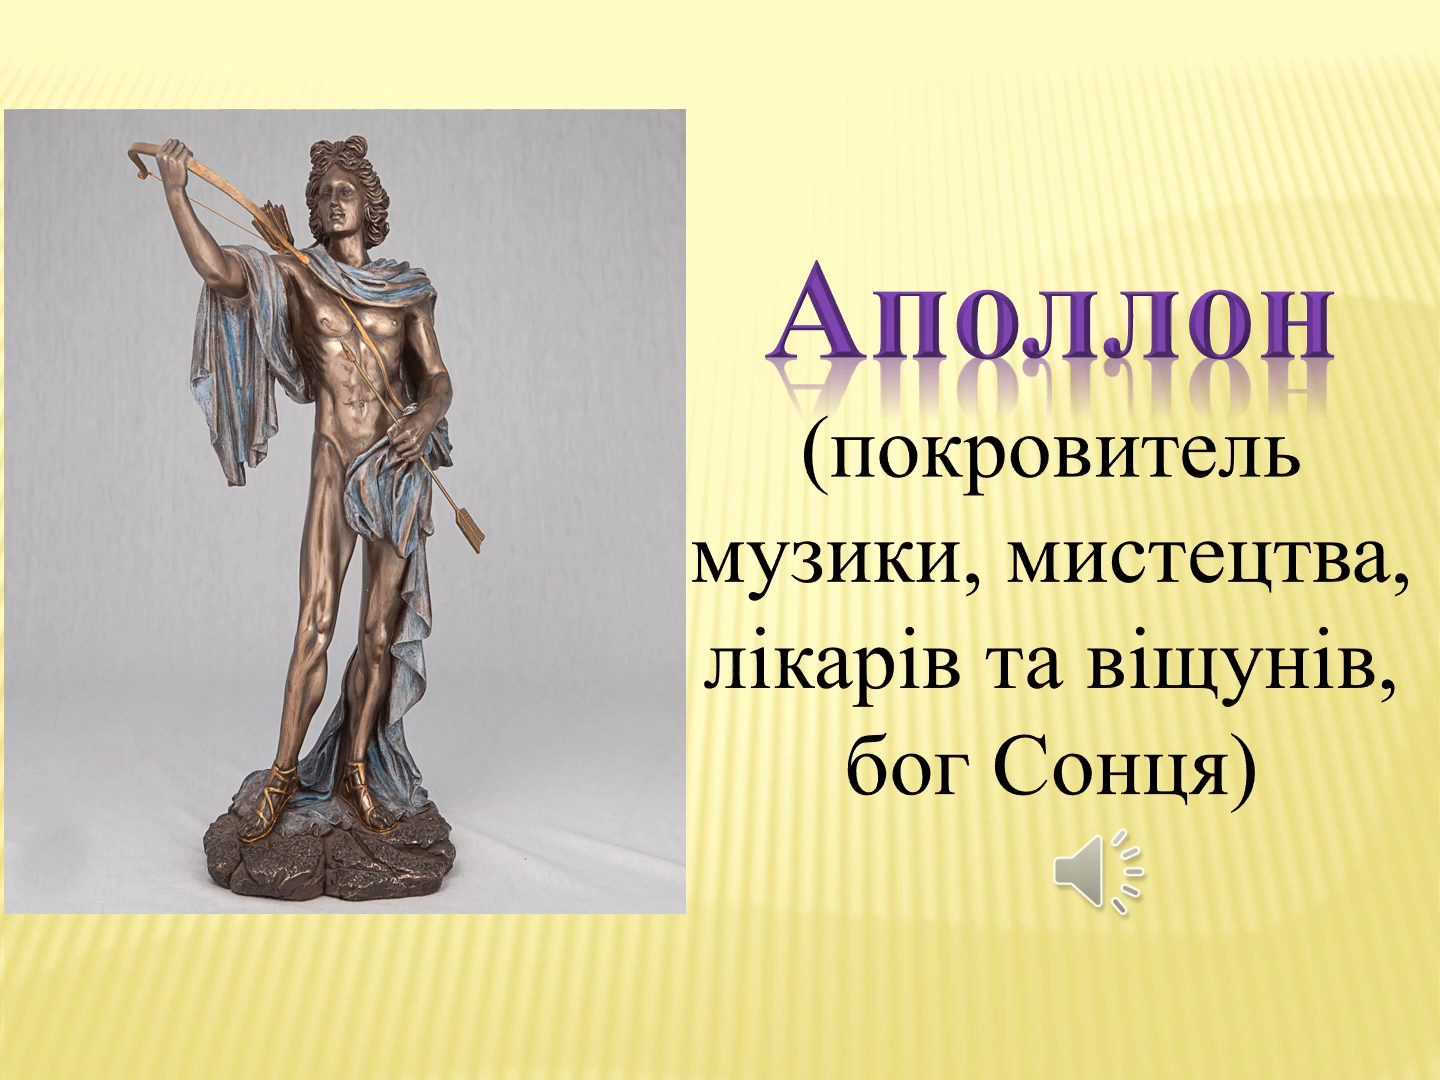 Аполлон
(покровитель
музики, мистецтва,
лікарів та віщунів,
бог Сонця)